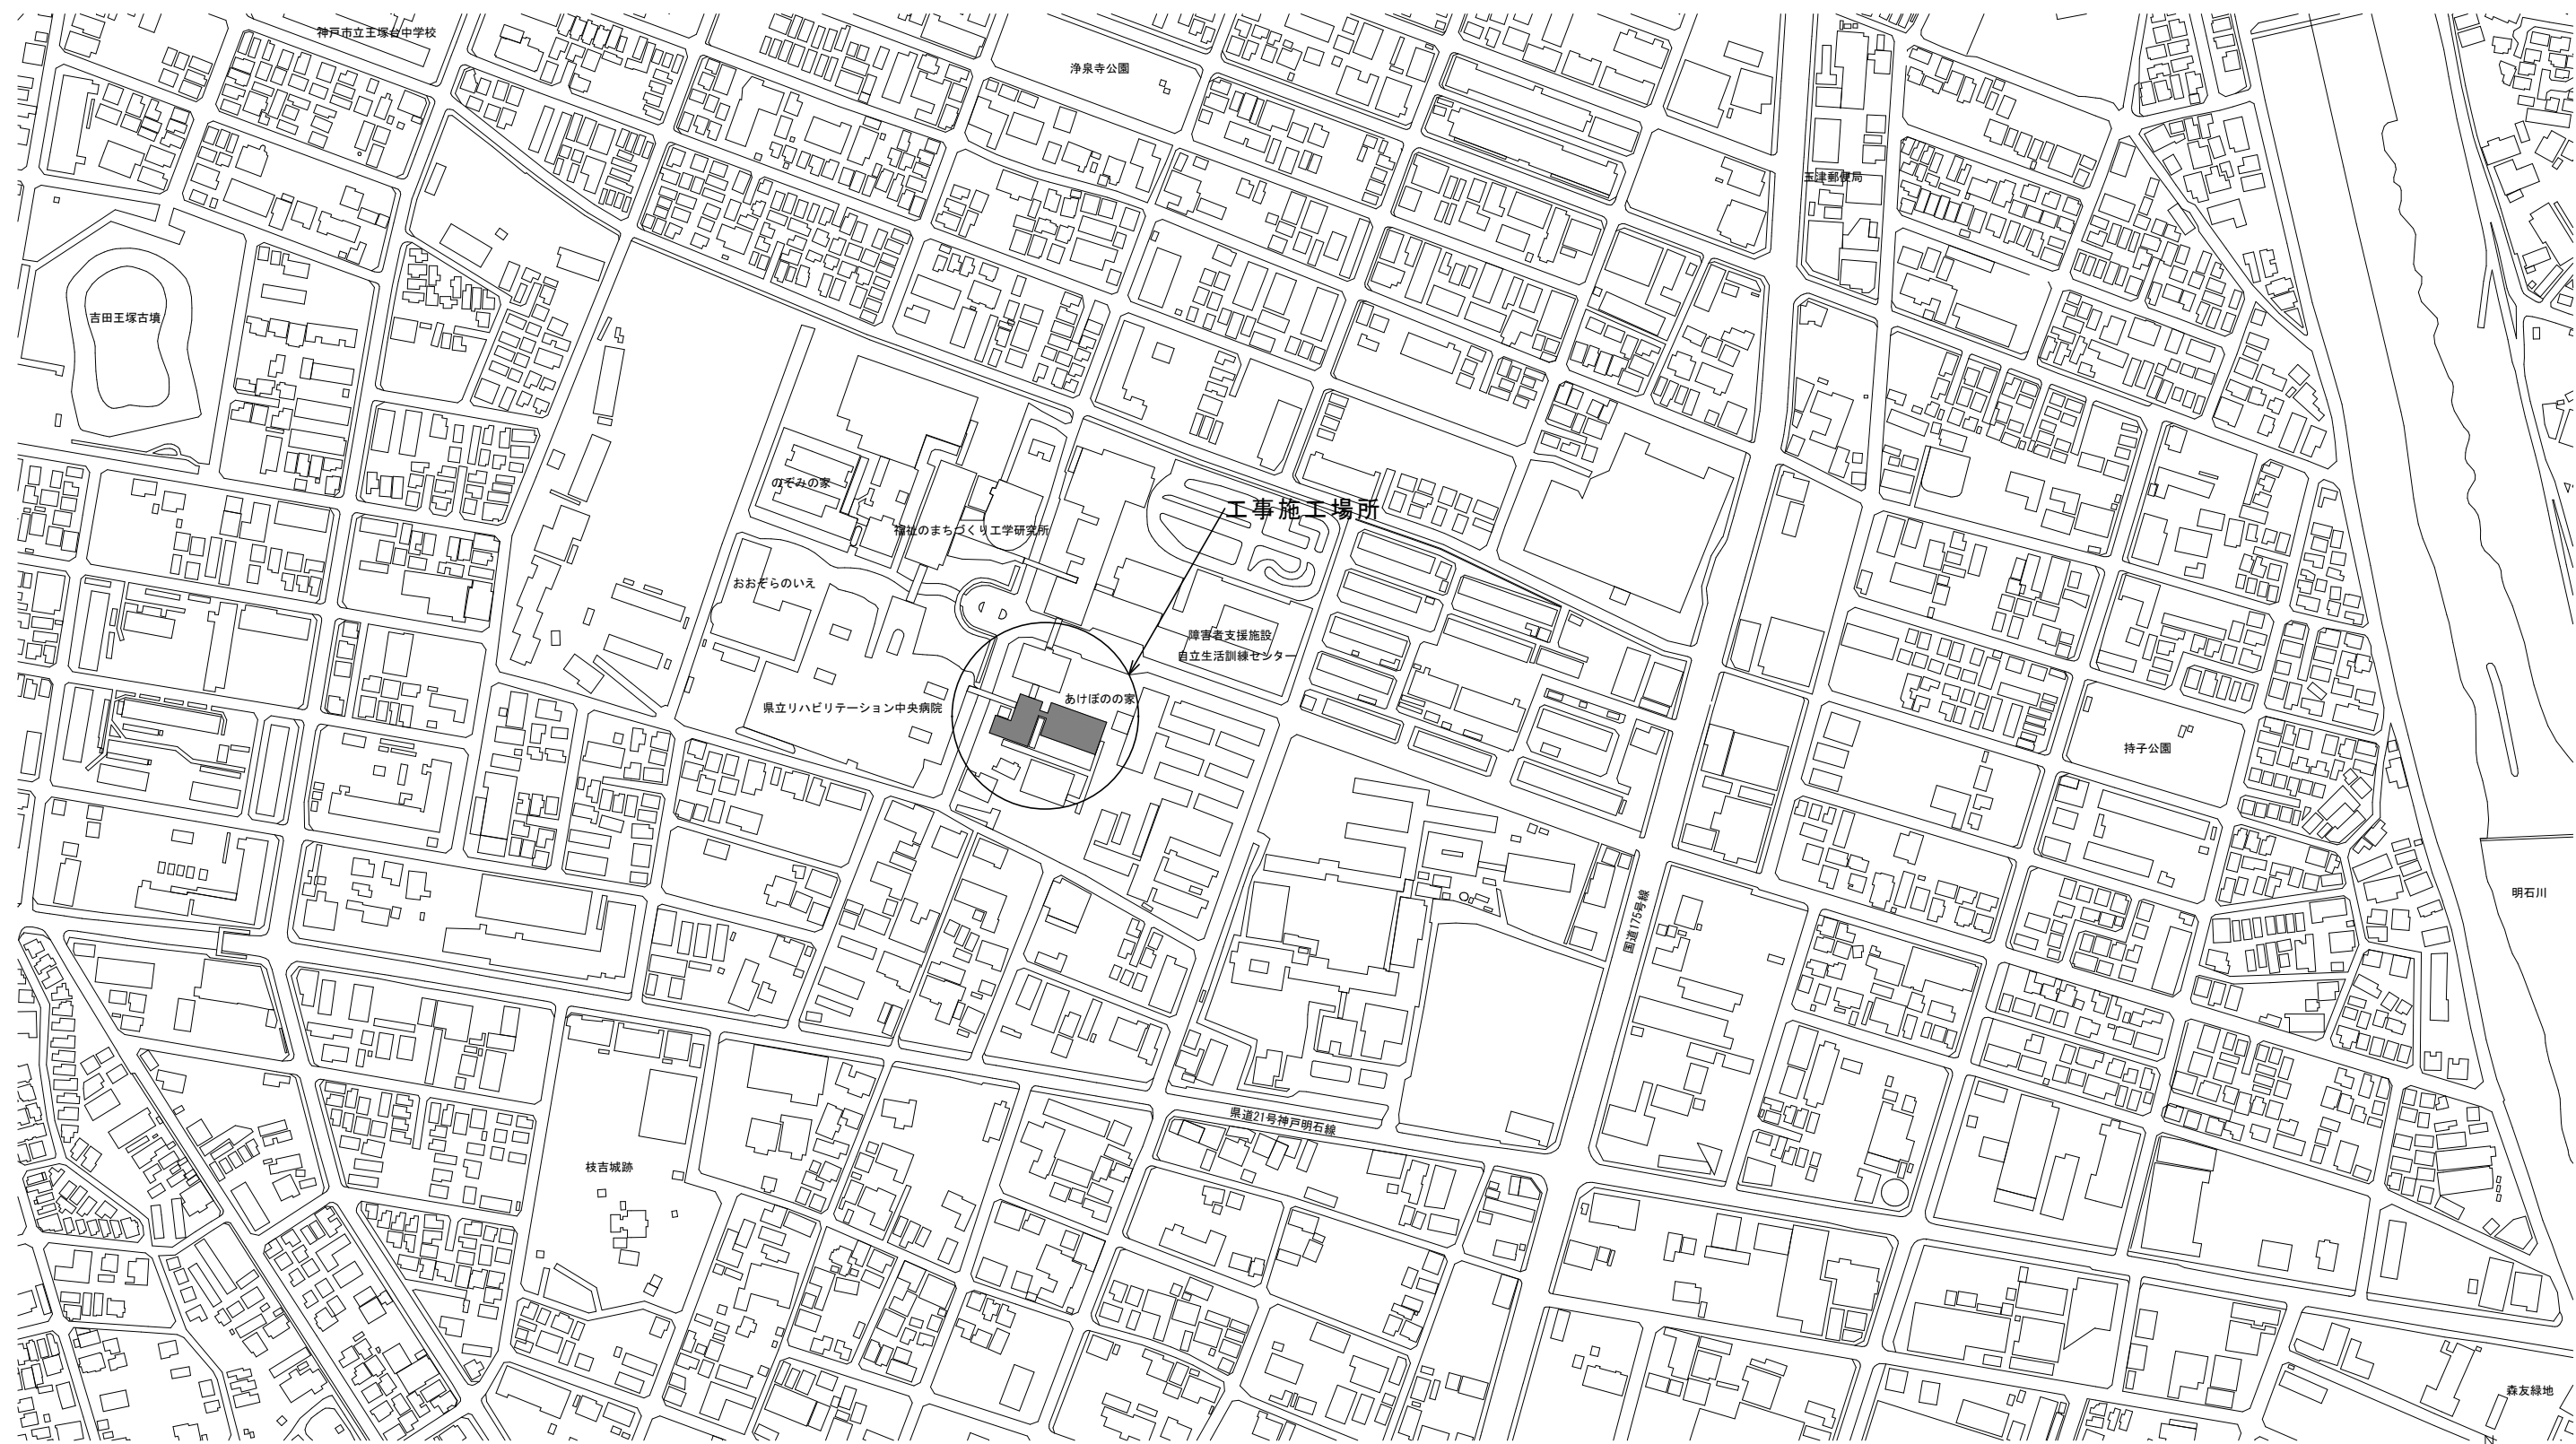 神戸市立王塚台中学校
浄泉寺公園
玉津郵便局
吉田王塚古墳
のぞみの家
工事施工場所
福祉のまちづくり工学研究所
おおぞらのいえ
障害者支援施設
自立生活訓練センター
あけぼのの家
県立リハビリテーション中央病院
持子公園
明石川
国道175号線
県道21号神戸明石線
枝吉城跡
森友緑地